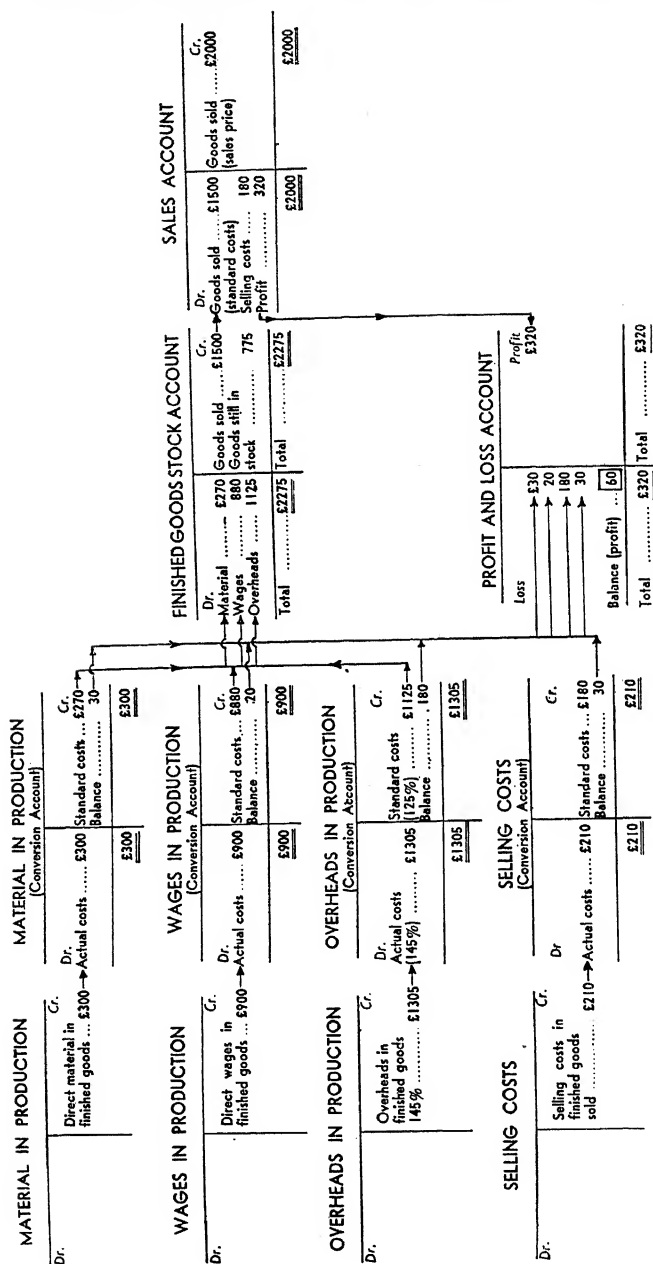 MATERIAL IN PRODUCTION
Dr.
Cr.
Direct material in
finished goods ... £300
MATERIAL IN PRODUCTION
(Conversion Account)
Dr.
Cr.
Actual costs ...... £300
Standard costs ... £270
Balance ............ 30
£300
£300
WAGES IN PRODUCTION
Dr.
Cr.
Direct wages in
finished goods ... £900
WAGES IN PRODUCTION
(Conversion Account)
Dr.
Cr.
Actual costs ...... £900
Standard costs ... £880
Balance ............ 20
£900
£900
OVERHEADS IN PRODUCTION
Dr.
Cr.
Overheads in
finished goods
145% ............ £1305
OVERHEADS IN PRODUCTION
(Conversion Account)
Dr.
Cr.
Actual costs
(145%) ......... £1305
Standard costs
(125%) ......... £1125
Balance ............ 180
£1305
£1305
SELLING COSTS
Dr.
Cr.
Selling costs in
finished goods
sold ............ £210
SELLING COSTS
(Conversion Account)
Dr
Cr.
Actual costs ...... £210
Standard costs ... £180
Balance ............ 30
£210
£210
FINISHED GOODS STOCK ACCOUNT
Dr.
Cr.
Material ......... £270
Wages ......... 880
Overheads ... 1125
Goods sold ...... £1500
Goods still in
stock ............ 775
Total ............ £2275
Total ............ £2275
SALES ACCOUNT
Dr.
Cr.
Goods sold ...... £1500
(standard costs)
Selling costs ...... 180
Profit ............... 320
Goods sold ...... £2000
(sales price)
£2000
£2000
PROFIT AND LOSS ACCOUNT
Loss
Profit
£30
20
180
30
£320
Balance (profit) ... 60
Total ............ £320
Total ............ £320